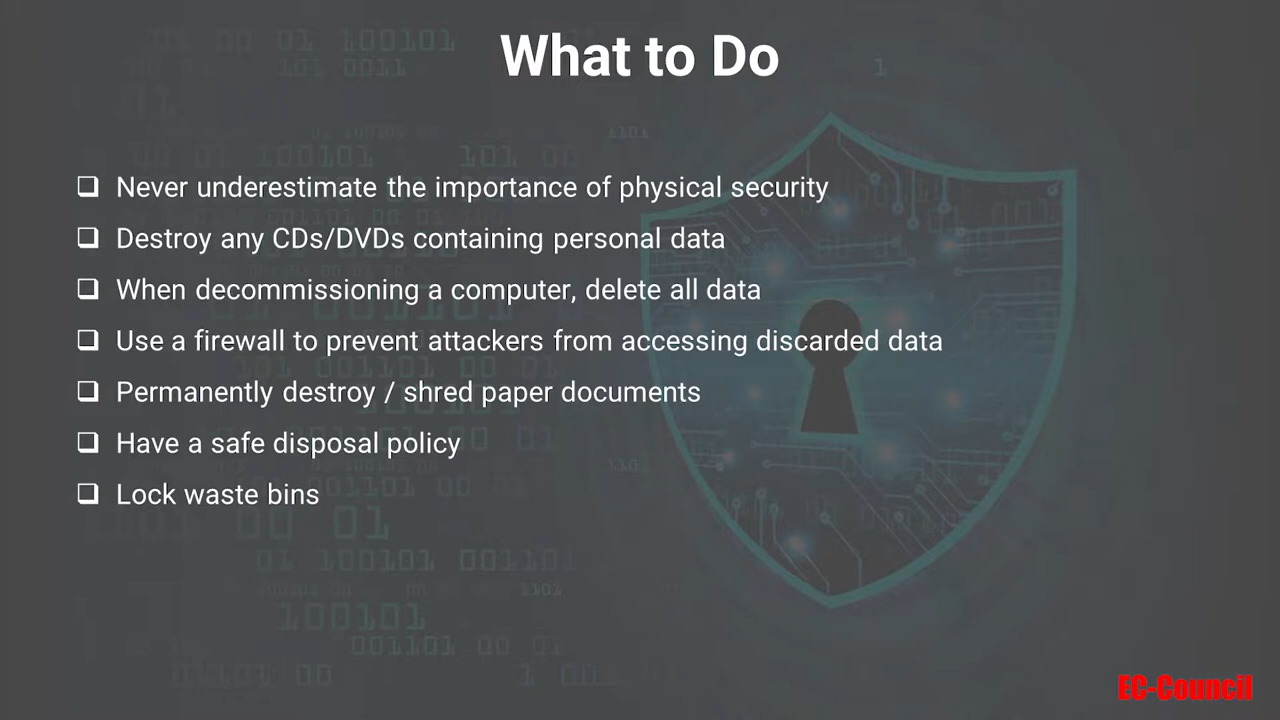 What to Do
❑ Never underestimate the importance of physical security
❑ Destroy any CDs/DVDs containing personal data
❑ When decommissioning a computer, delete all data
❑ Use a firewall to prevent attackers from accessing discarded data
❑ Permanently destroy / shred paper documents
❑ Have a safe disposal policy
❑ Lock waste bins
EC-Council